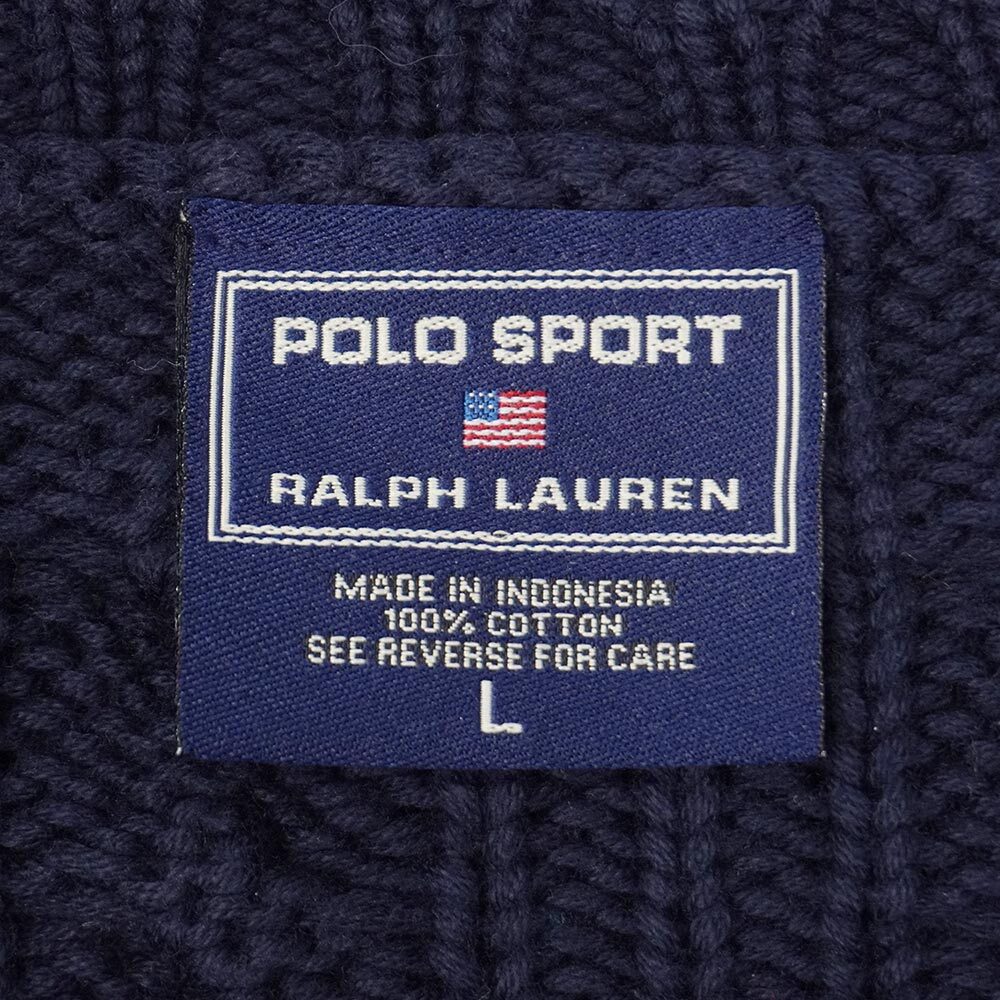 POLO SPORT
RALPH LAUREN
MADE IN INDONESIA
100% COTTON
SEE REVERSE FOR CARE
L